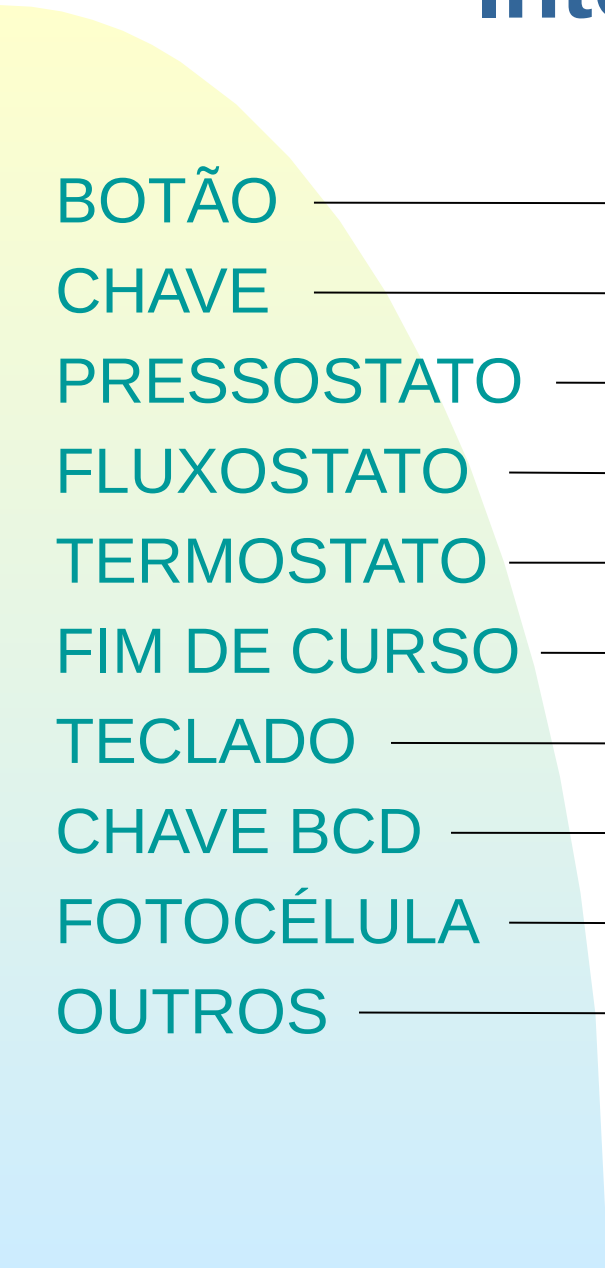 BOTÃO
CHAVE
PRESSOSTATO
FLUXOSTATO
TERMOSTATO
FIM DE CURSO
TECLADO
CHAVE BCD
FOTOCÉLULA
OUTROS